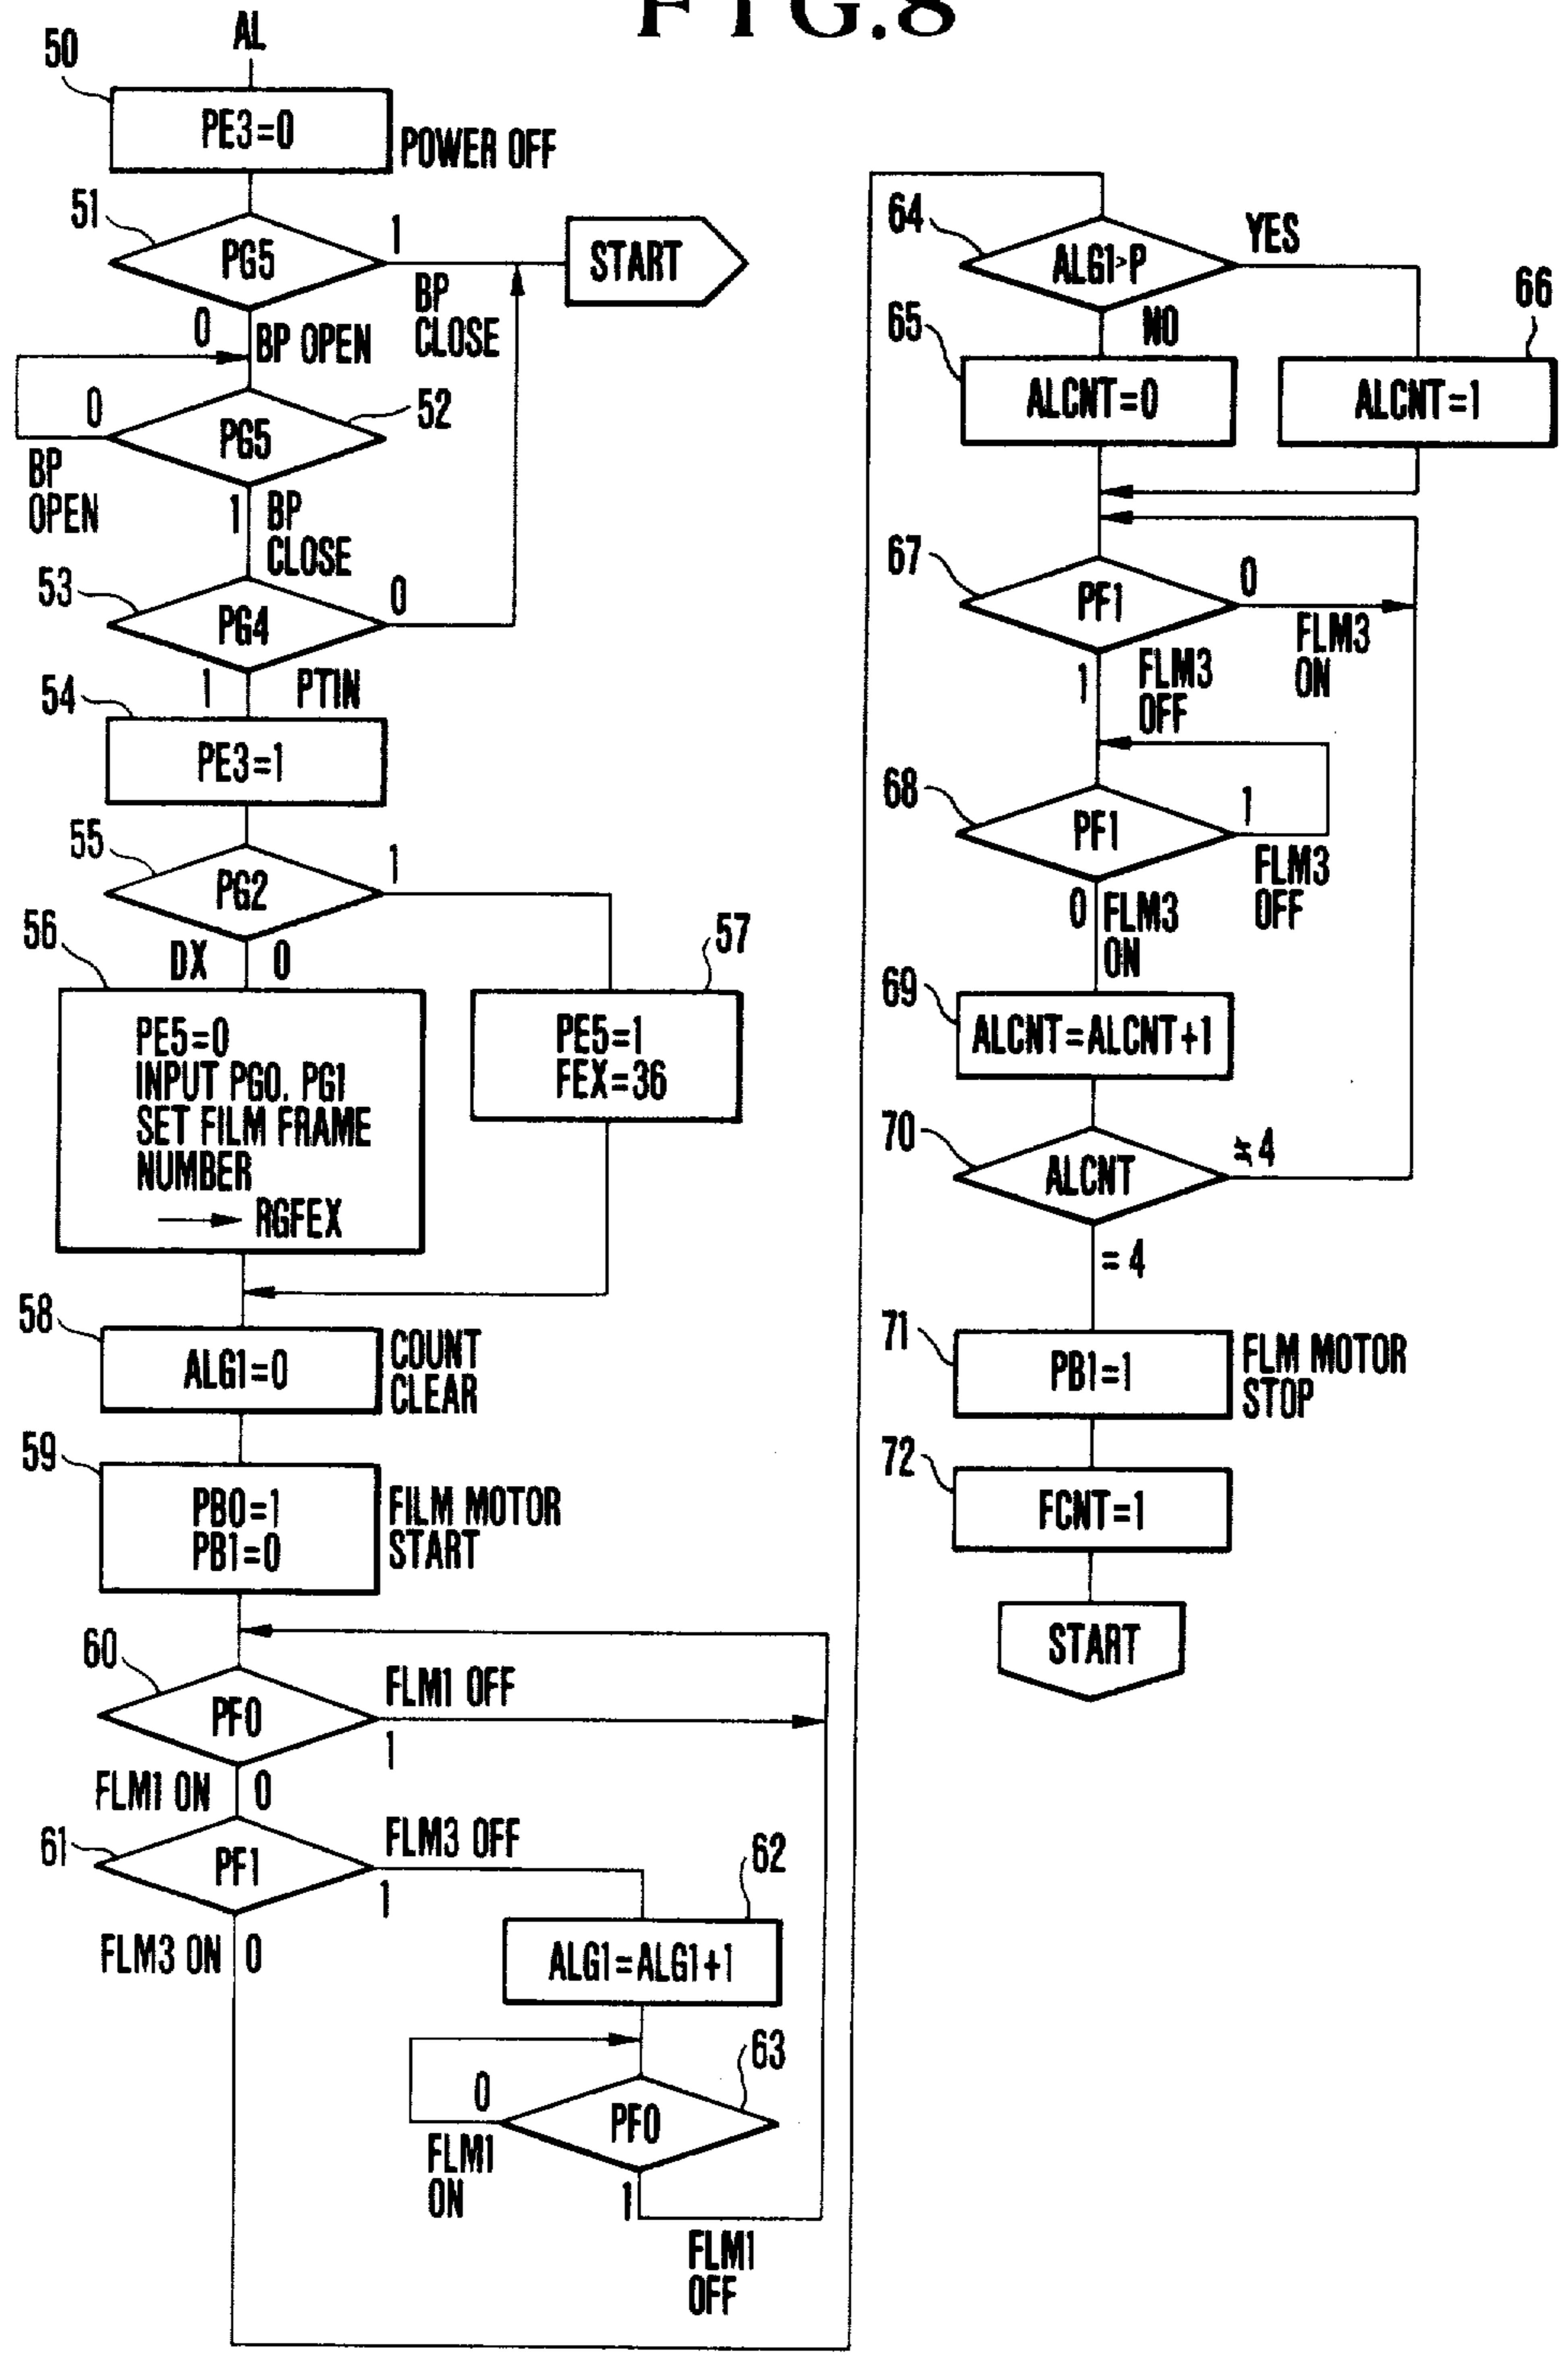 FIG.8
AL
50
PE3=0
POWER OFF
51
PG5
1
BP
CLOSE
START
0
BP OPEN
0
PG5
52
BP
OPEN
1
BP
CLOSE
53
PG4
0
1
PTIN
54
PE3=1
55
PG2
1
56
DX
0
57
PE5=0
INPUT PG0. PG1
SET FILM FRAME
NUMBER
→ RGFEX
PE5=1
FEX=36
58
ALG1=0
COUNT
CLEAR
59
PB0=1
PB1=0
FILM MOTOR
START
60
PF0
FLM1 OFF
1
FLM1 ON
0
61
PF1
FLM3 OFF
1
62
FLM3 ON
0
ALG1=ALG1+1
63
0
PF0
FLM1
ON
1
FLM1
OFF
64
ALG1>P
YES
66
65
NO
ALCNT=0
ALCNT=1
67
PF1
0
FLM3
ON
1
FLM3
OFF
68
PF1
1
FLM3
OFF
0
FLM3
ON
69
ALCNT=ALCNT+1
70
ALCNT
≠4
=4
71
PB1=1
FLM MOTOR
STOP
72
FCNT=1
START